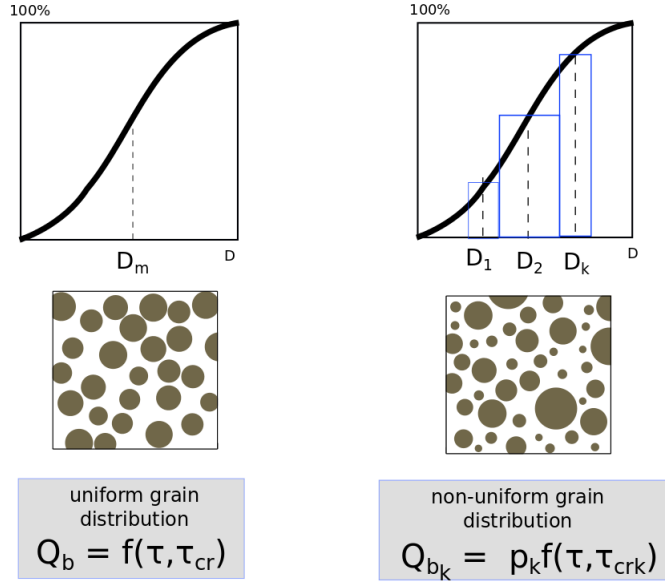 100%
D_m
D
uniform grain
distribution
Q_b = f(τ,τ_cr)
100%
D_1 D_2 D_k
D
non-uniform grain
distribution
Q_b_k = p_k f(τ,τ_crk)